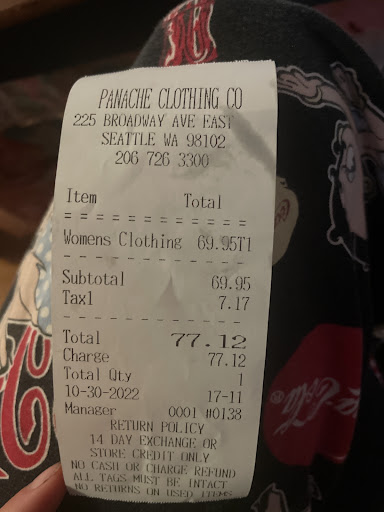 PANACHE CLOTHING CO
225 BROADWAY AVE EAST
SEATTLE WA 98102
206 726 3300
Item Total
= = = = = = = = = = = =
Womens Clothing 69.95T1
- - - - - - - - - - - -
Subtotal 69.95
Tax1 7.17
- - - - - - - - - - - -
Total 77.12
Charge 77.12
Total Qty 1
10-30-2022 17-11
Manager 0001 #0138
RETURN POLICY
14 DAY EXCHANGE OR
STORE CREDIT ONLY
NO CASH OR CHARGE REFUND
ALL TAGS MUST BE INTACT
NO RETURNS ON USED ITEMS